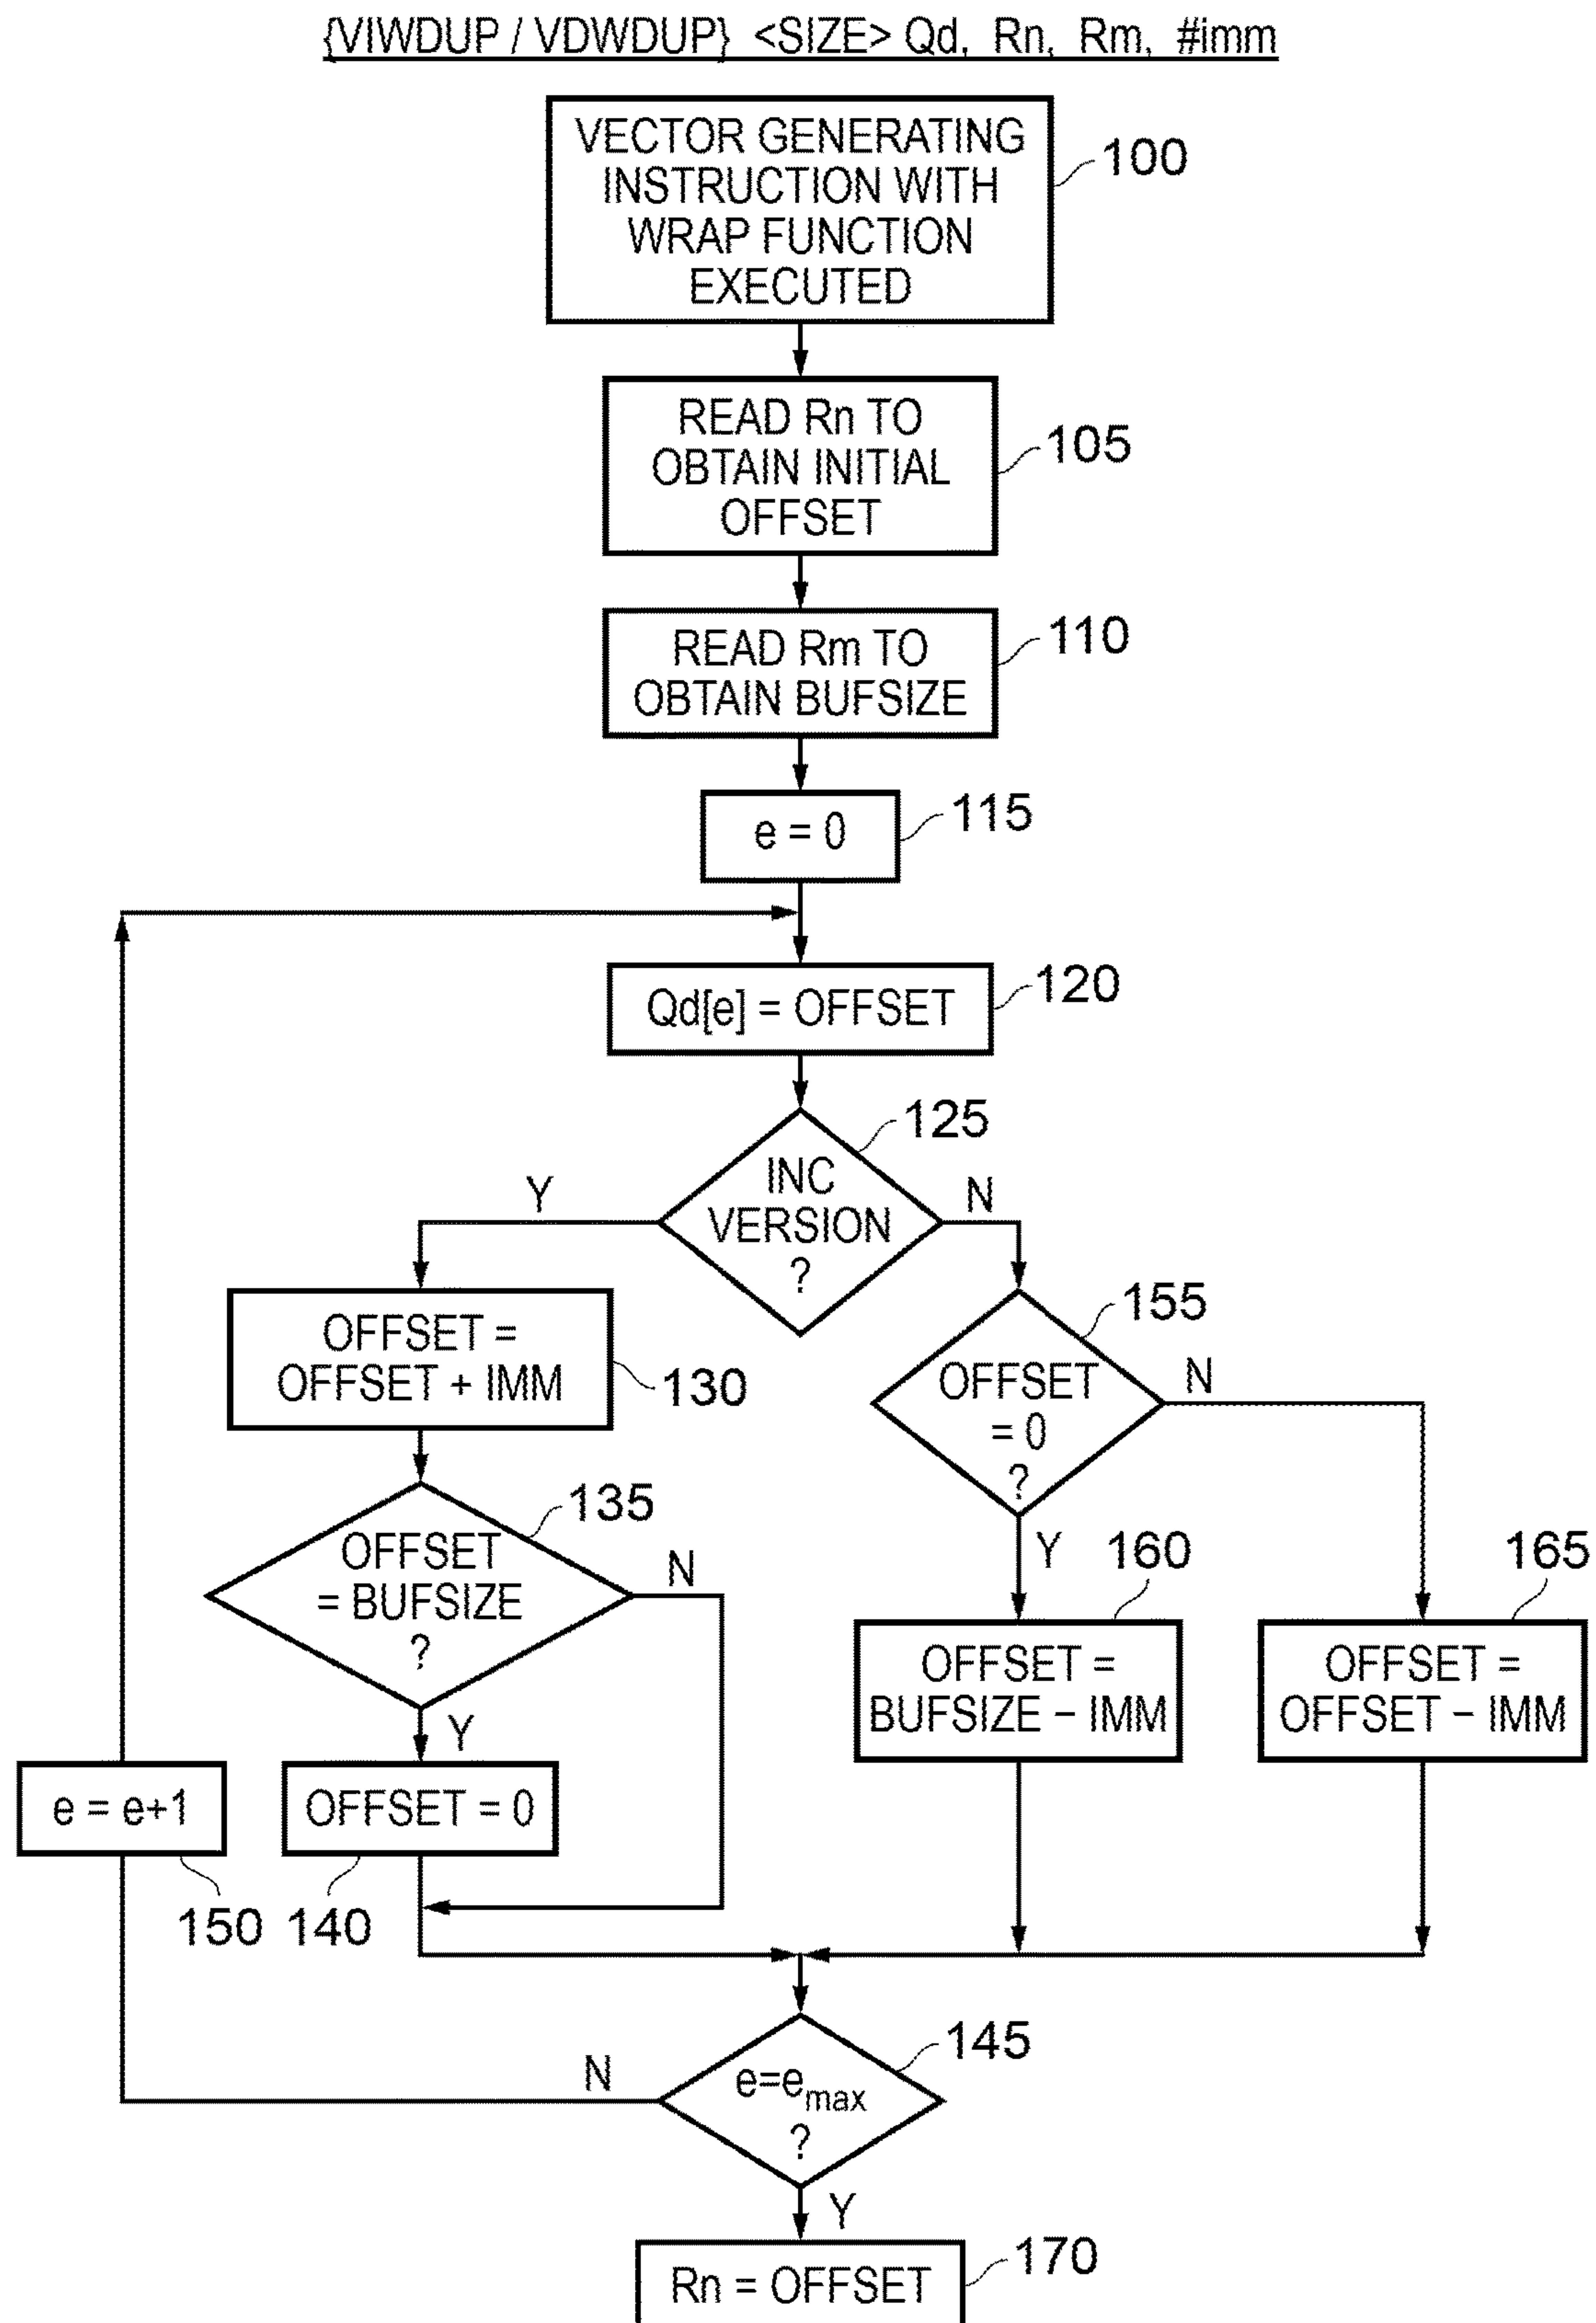 {VIWDUP / VDWDUP} <SIZE> Qd, Rn, Rm, #imm
VECTOR GENERATING
INSTRUCTION WITH
WRAP FUNCTION
EXECUTED
100
READ Rn TO
OBTAIN INITIAL
OFFSET
105
READ Rm TO
OBTAIN BUFSIZE
110
e = 0
115
Qd[e] = OFFSET
120
125
INC
VERSION
?
Y
N
OFFSET =
OFFSET + IMM
130
155
OFFSET
= 0
?
N
Y
135
OFFSET
= BUFSIZE
?
N
Y
160
OFFSET =
BUFSIZE – IMM
165
OFFSET =
OFFSET – IMM
e = e+1
150
OFFSET = 0
140
145
e=emax
?
N
Y
Rn = OFFSET
170